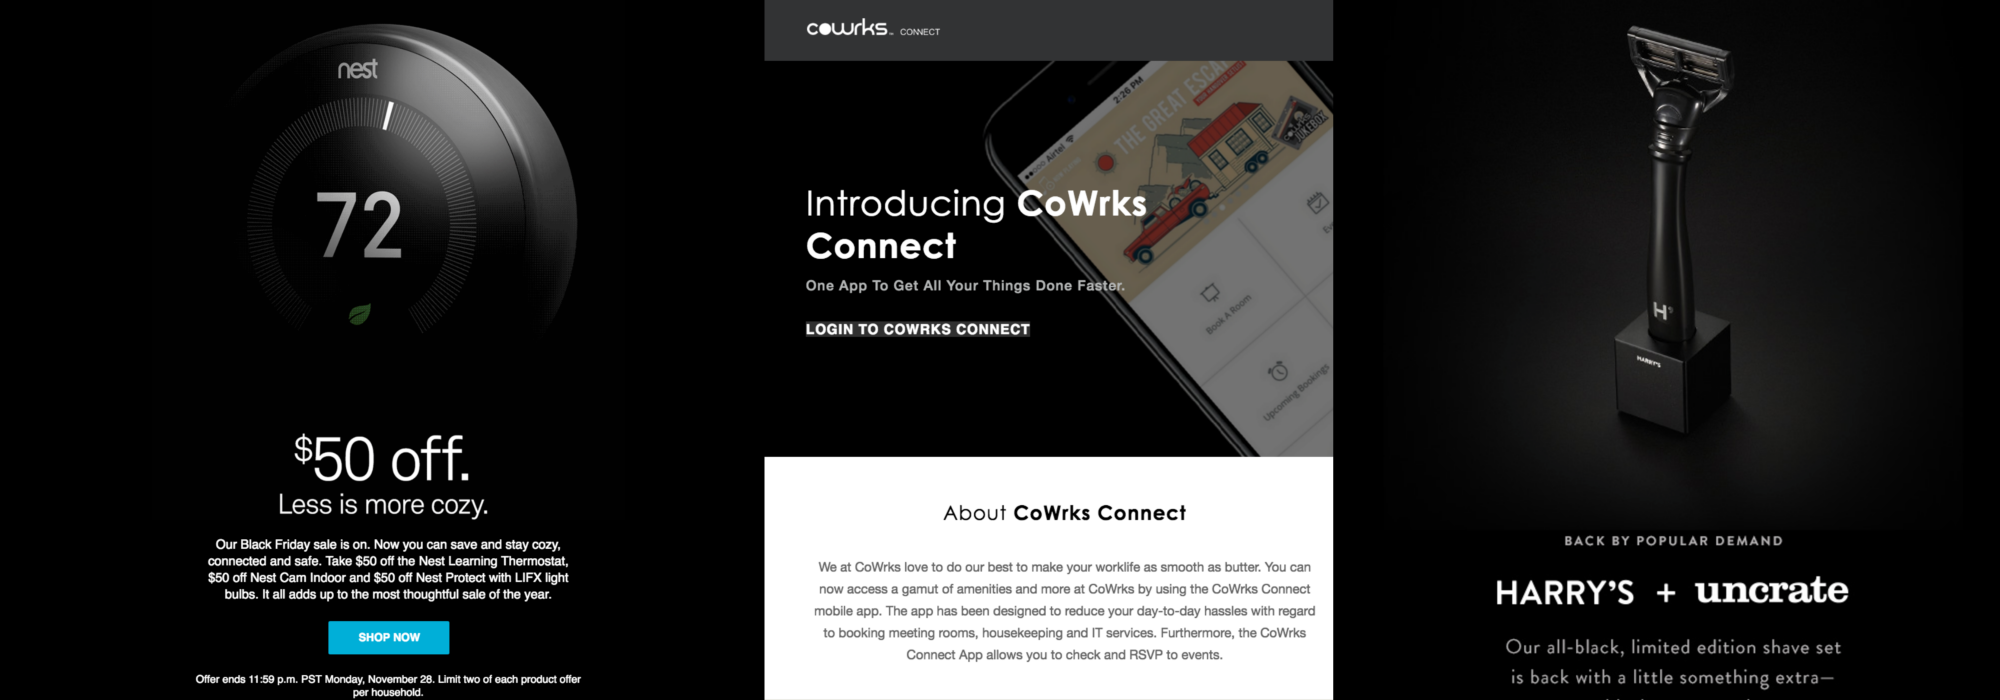 nest
72
$50 off.
Less is more cozy.
Our Black Friday sale is on. Now you can save and stay cozy,
connected and safe. Take $50 off the Nest Learning Thermostat,
$50 off Nest Cam Indoor and $50 off Nest Protect with LIFX light
bulbs. It all adds up to the most thoughtful sale of the year.
SHOP NOW
Offer ends 11:59 p.m. PST Monday, November 28. Limit two of each product offer
per household.
cowrks CONNECT
Airtel
2:26 PM
THE GREAT ESCA
JUKEBOX
Introducing CoWrks
Connect
One App To Get All Your Things Done Faster.
LOGIN TO COWRKS CONNECT
Book A Room
Upcoming Bookings
About CoWrks Connect
We at CoWrks love to do our best to make your worklife as smooth as butter. You can
now access a gamut of amenities and more at CoWrks by using the CoWrks Connect
mobile app. The app has been designed to reduce your day-to-day hassles with regard
to booking meeting rooms, housekeeping and IT services. Furthermore, the CoWrks
Connect App allows you to check and RSVP to events.
H's
HARRY'S
BACK BY POPULAR DEMAND
HARRY'S + uncrate
Our all-black, limited edition shave set
is back with a little something extra—